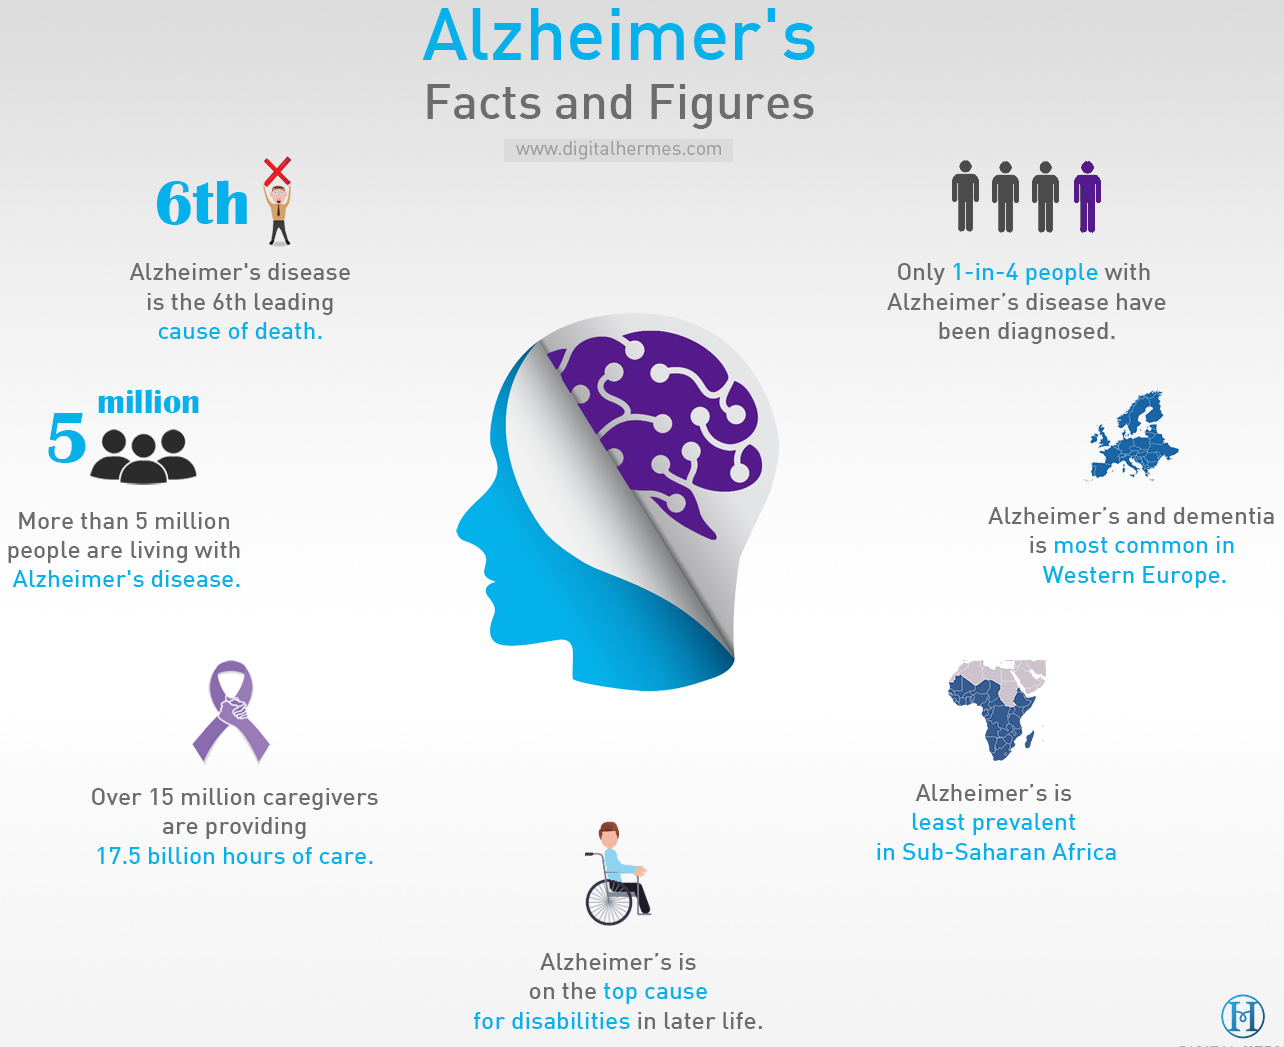 Alzheimer's
Facts and Figures
www.digitalhermes.com
6th
Alzheimer's disease
is the 6th leading
cause of death.
Only 1-in-4 people with
Alzheimer’s disease have
been diagnosed.
million
5
More than 5 million
people are living with
Alzheimer's disease.
Alzheimer’s and dementia
is most common in
Western Europe.
Over 15 million caregivers
are providing
17.5 billion hours of care.
Alzheimer’s is
least prevalent
in Sub-Saharan Africa
Alzheimer’s is
on the top cause
for disabilities in later life.
H